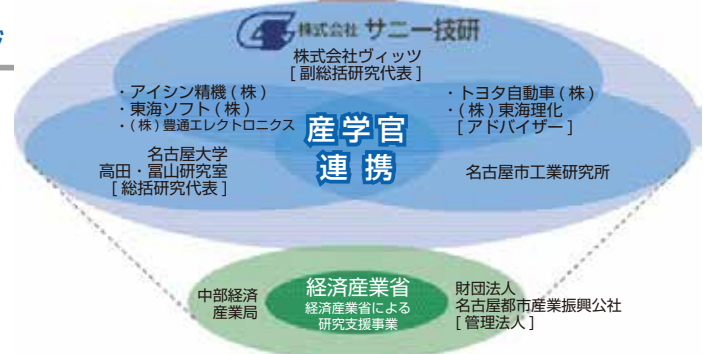 株式会社 サニー技研
株式会社ヴィッツ
[ 副総括研究代表 ]
・アイシン精機 ( 株 )
・東海ソフト ( 株 )
・( 株 ) 豊通エレクトロニクス
・トヨタ自動車 ( 株 )
・( 株 ) 東海理化
[ アドバイザー ]
産学官
連携
名古屋大学
高田・冨山研究室
[ 総括研究代表 ]
名古屋市工業研究所
中部経済
産業局
経済産業省
経済産業省による
研究支援事業
財団法人
名古屋都市産業振興公社
[ 管理法人 ]